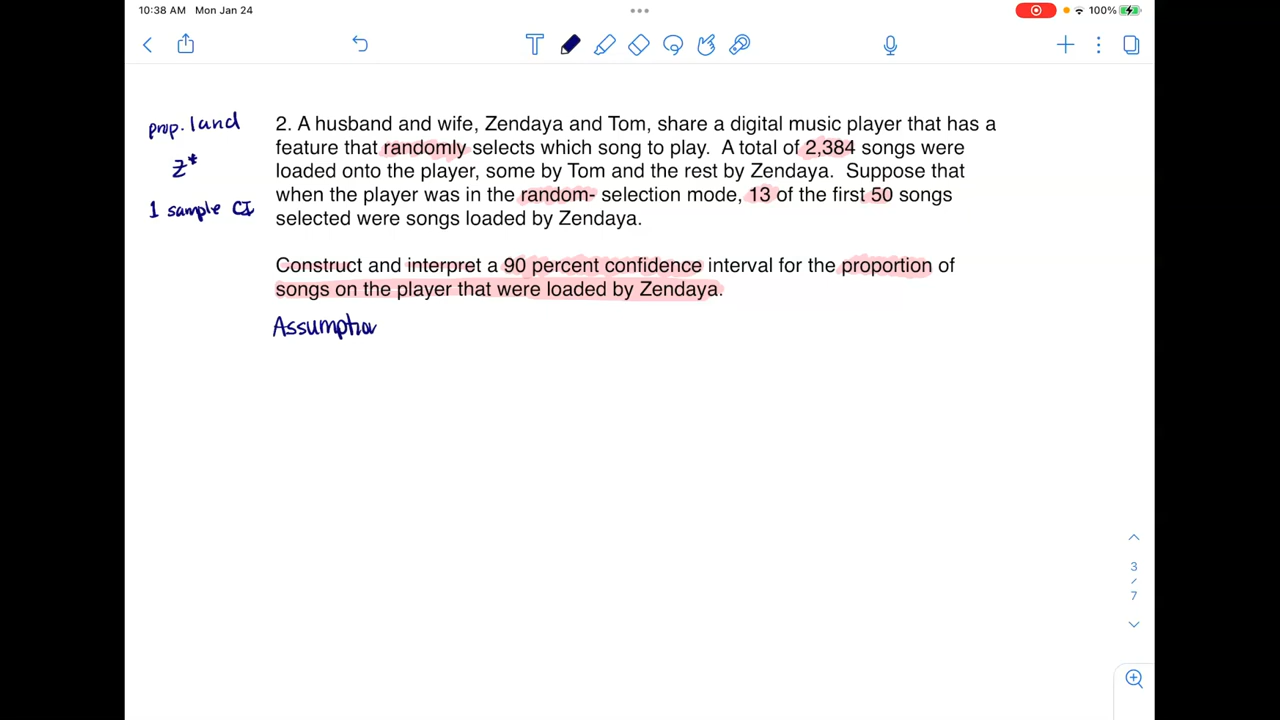 10:38 AM Mon Jan 24
100%
prop. land
z*
1 sample CI
2. A husband and wife, Zendaya and Tom, share a digital music player that has a
feature that randomly selects which song to play. A total of 2,384 songs were
loaded onto the player, some by Tom and the rest by Zendaya. Suppose that
when the player was in the random- selection mode, 13 of the first 50 songs
selected were songs loaded by Zendaya.
Construct and interpret a 90 percent confidence interval for the proportion of
songs on the player that were loaded by Zendaya.
Assumption
3
/
7